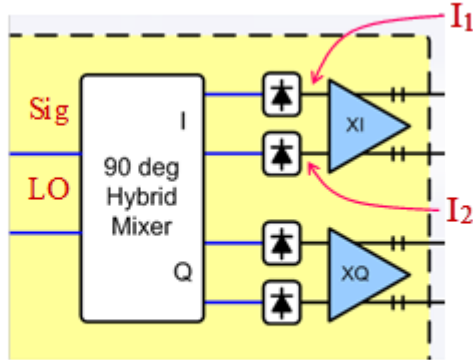 I1
Sig
I
XI
90 deg
Hybrid
Mixer
LO
I2
Q
XQ